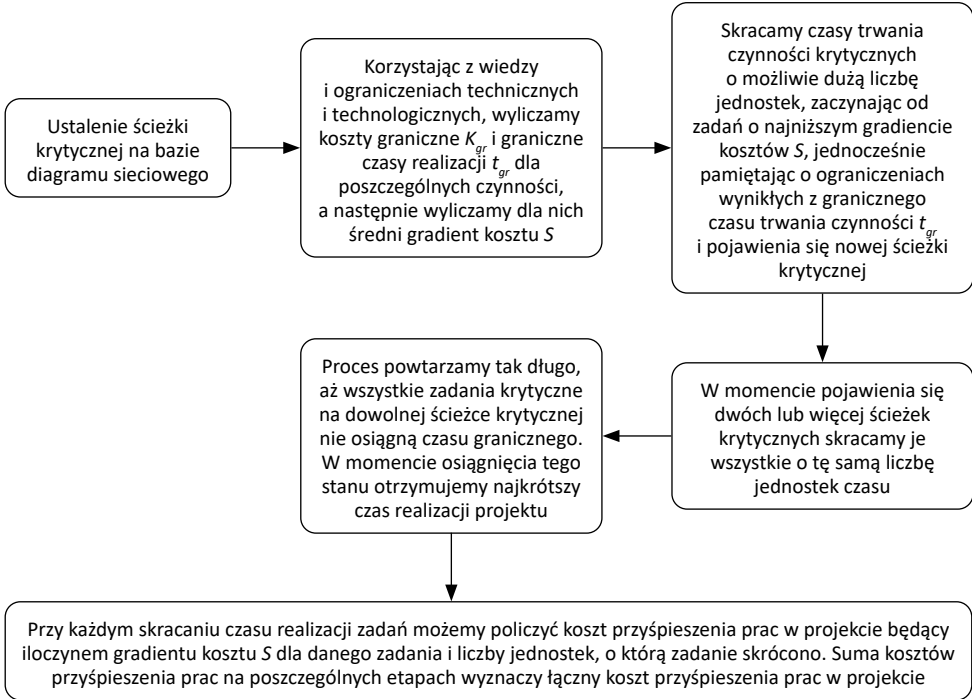 Ustalenie ścieżki
krytycznej na bazie
diagramu sieciowego
Korzystając z wiedzy
i ograniczeniach technicznych
i technologicznych, wyliczamy
koszty graniczne K_gr i graniczne
czasy realizacji t_gr dla
poszczególnych czynności,
a następnie wyliczamy dla nich
średni gradient kosztu S
Skracamy czasy trwania
czynności krytycznych
o możliwie dużą liczbę
jednostek, zaczynając od
zadań o najniższym gradiencie
kosztów S, jednocześnie
pamiętając o ograniczeniach
wynikłych z granicznego
czasu trwania czynności t_gr
i pojawienia się nowej ścieżki
krytycznej
W momencie pojawienia się
dwóch lub więcej ścieżek
krytycznych skracamy je
wszystkie o tę samą liczbę
jednostek czasu
Proces powtarzamy tak długo,
aż wszystkie zadania krytyczne
na dowolnej ścieżce krytycznej
nie osiągną czasu granicznego.
W momencie osiągnięcia tego
stanu otrzymujemy najkrótszy
czas realizacji projektu
Przy każdym skracaniu czasu realizacji zadań możemy policzyć koszt przyśpieszenia prac w projekcie będący
iloczynem gradientu kosztu S dla danego zadania i liczby jednostek, o którą zadanie skrócono. Suma kosztów
przyśpieszenia prac na poszczególnych etapach wyznaczy łączny koszt przyśpieszenia prac w projekcie